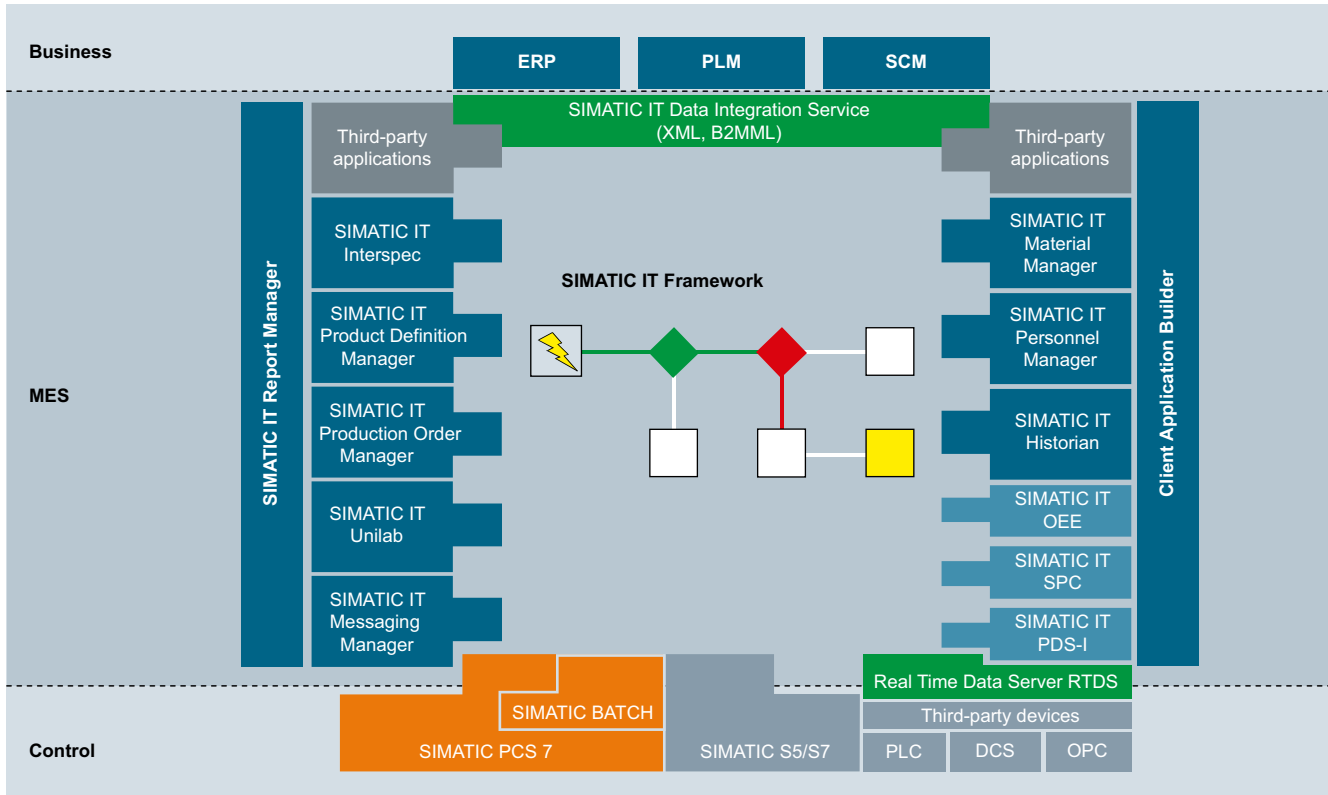 Business
ERP
PLM
SCM
MES
SIMATIC IT Data Integration Service
(XML, B2MML)
SIMATIC IT Report Manager
Third-party
applications
SIMATIC IT
Interspec
SIMATIC IT
Product Definition
Manager
SIMATIC IT
Production Order
Manager
SIMATIC IT
Unilab
SIMATIC IT
Messaging
Manager
SIMATIC IT Framework
Third-party
applications
SIMATIC IT
Material
Manager
SIMATIC IT
Personnel
Manager
SIMATIC IT
Historian
SIMATIC IT
OEE
SIMATIC IT
SPC
SIMATIC IT
PDS-I
Client Application Builder
Control
SIMATIC BATCH
SIMATIC PCS 7
SIMATIC S5/S7
Real Time Data Server RTDS
Third-party devices
PLC
DCS
OPC